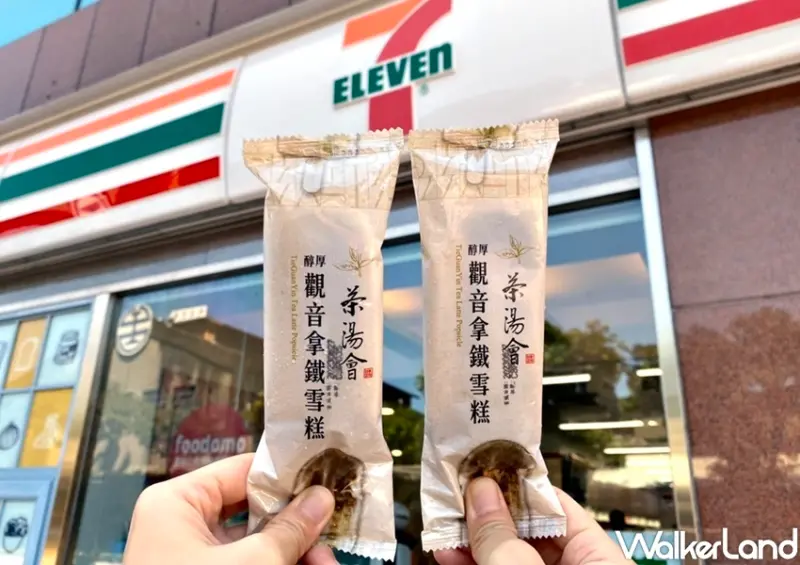 7
ELEVEn
茶湯會
醇厚
觀音拿鐵雪糕
TieGuanYin Tea Latte Popsicle
茶湯會
醇厚
觀音拿鐵雪糕
TieGuanYin Tea Latte Popsicle
foodomo
WalkerLand